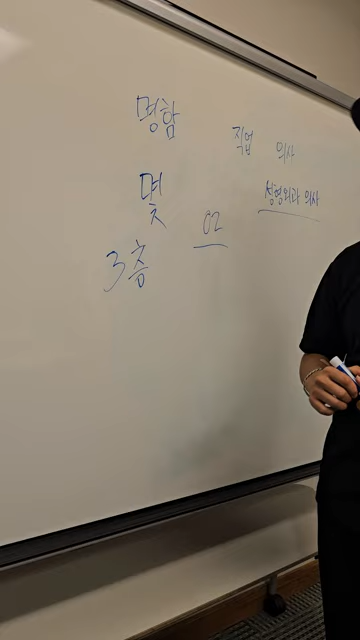 명함
직업 의사
몇
성형외과 의사
02
3층